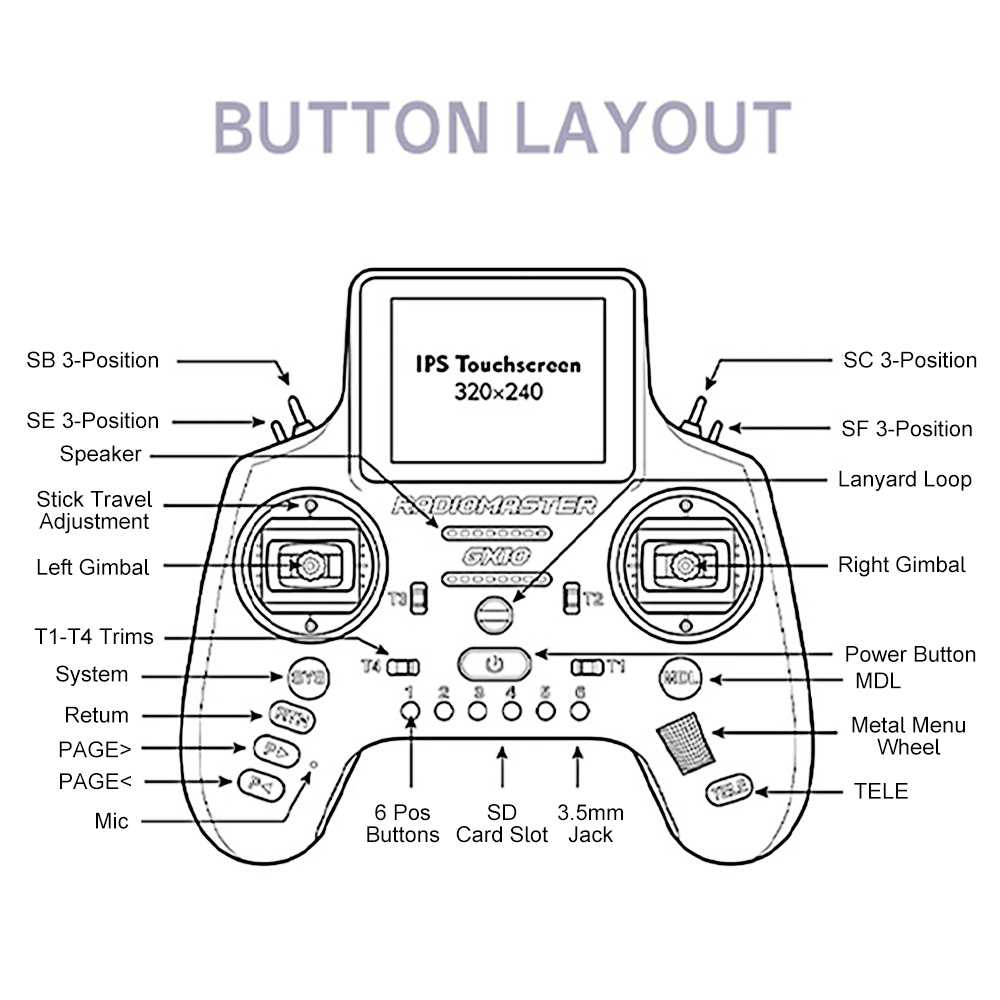 BUTTON LAYOUT
IPS Touchscreen
320×240
SB 3-Position
SC 3-Position
SE 3-Position
SF 3-Position
Speaker
Lanyard Loop
Stick Travel
Adjustment
RADIOMASTER
GX10
Left Gimbal
Right Gimbal
T3
T2
T1-T4 Trims
T4
T1
Power Button
System
SYS
MDL
MDL
1 2 3 4 5 6
Retum
RTN
Metal Menu
Wheel
PAGE>
P▷
PAGE<
P◁
TELE
TELE
Mic
6 Pos
Buttons
SD
Card Slot
3.5mm
Jack